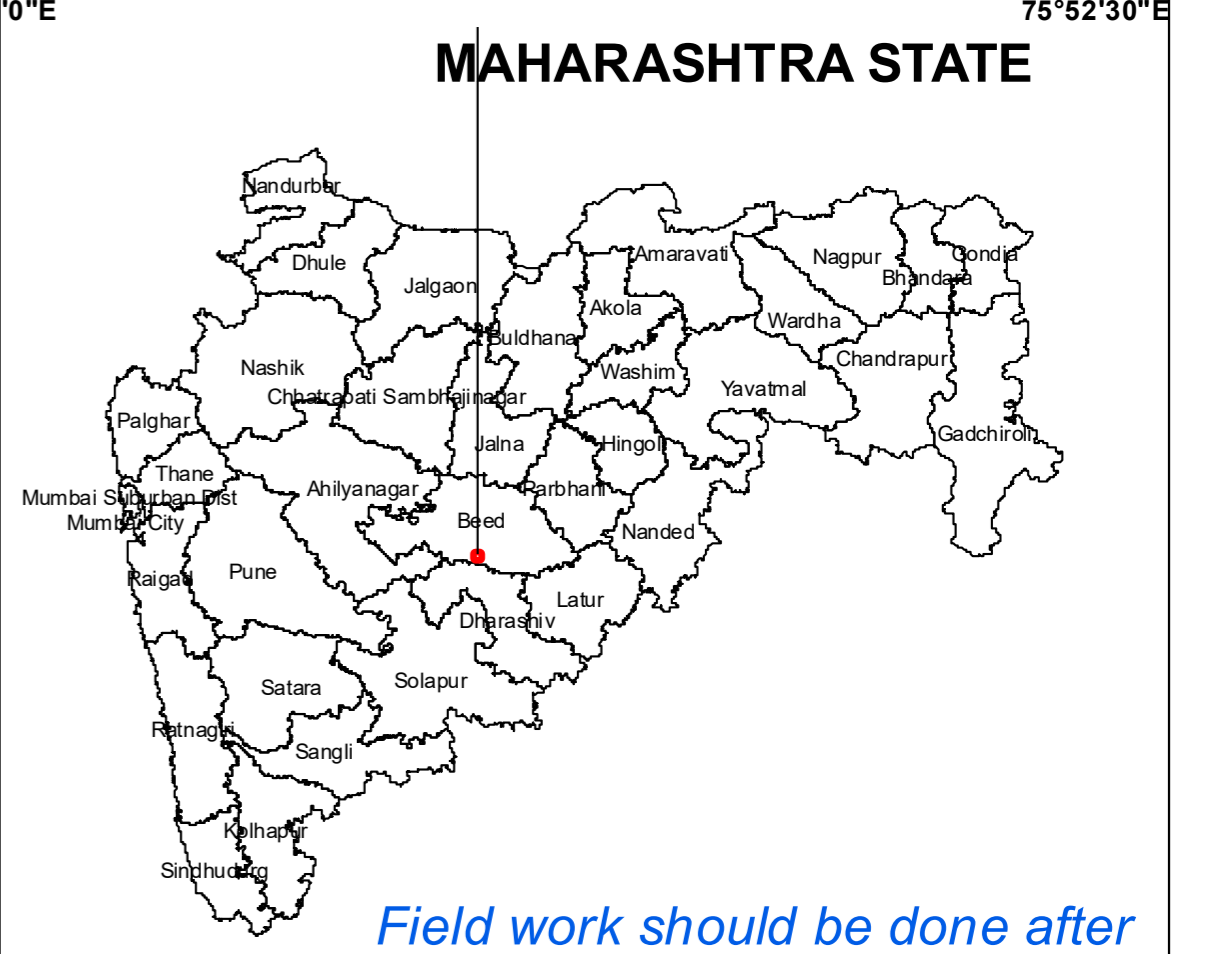 '0"E
75°52'30"E
MAHARASHTRA STATE
Nandurbar
Dhule
Jalgaon
Amaravati
Nagpur
Gondia
Bhandara
Akola
Wardha
Buldhana
Chandrapur
Nashik
Washim
Yavatmal
Chhatrapati Sambhajinagar
Palghar
Jalna
Hingoli
Gadchiroli
Thane
Ahilyanagar
Parbhani
Mumbai Suburban Dist
Mumbai City
Beed
Nanded
Raigad
Pune
Latur
Dharashiv
Satara
Solapur
Ratnagiri
Sangli
Kolhapur
Sindhudurg
Field work should be done after